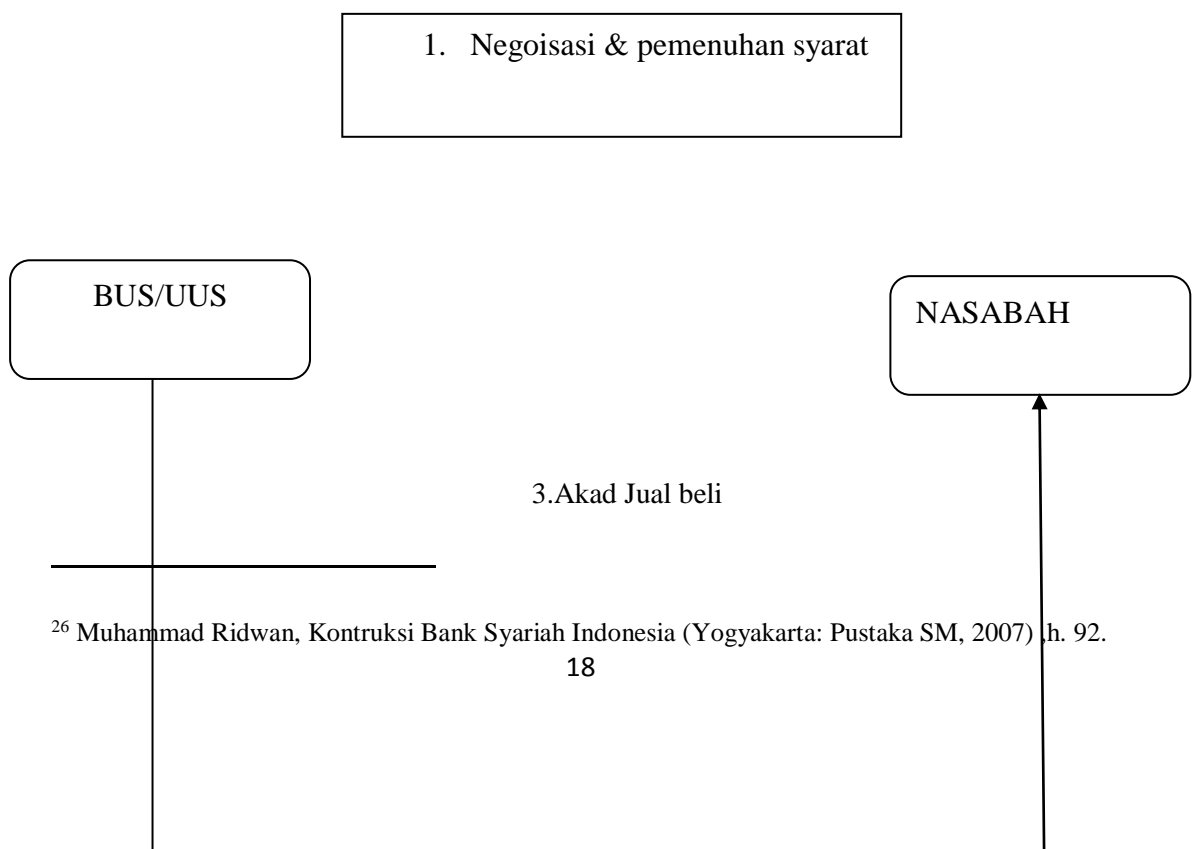 1. Negoisasi & pemenuhan syarat
BUS/UUS
NASABAH
3.Akad Jual beli
26 Muhammad Ridwan, Kontruksi Bank Syariah Indonesia (Yogyakarta: Pustaka SM, 2007) ,h. 92.
18